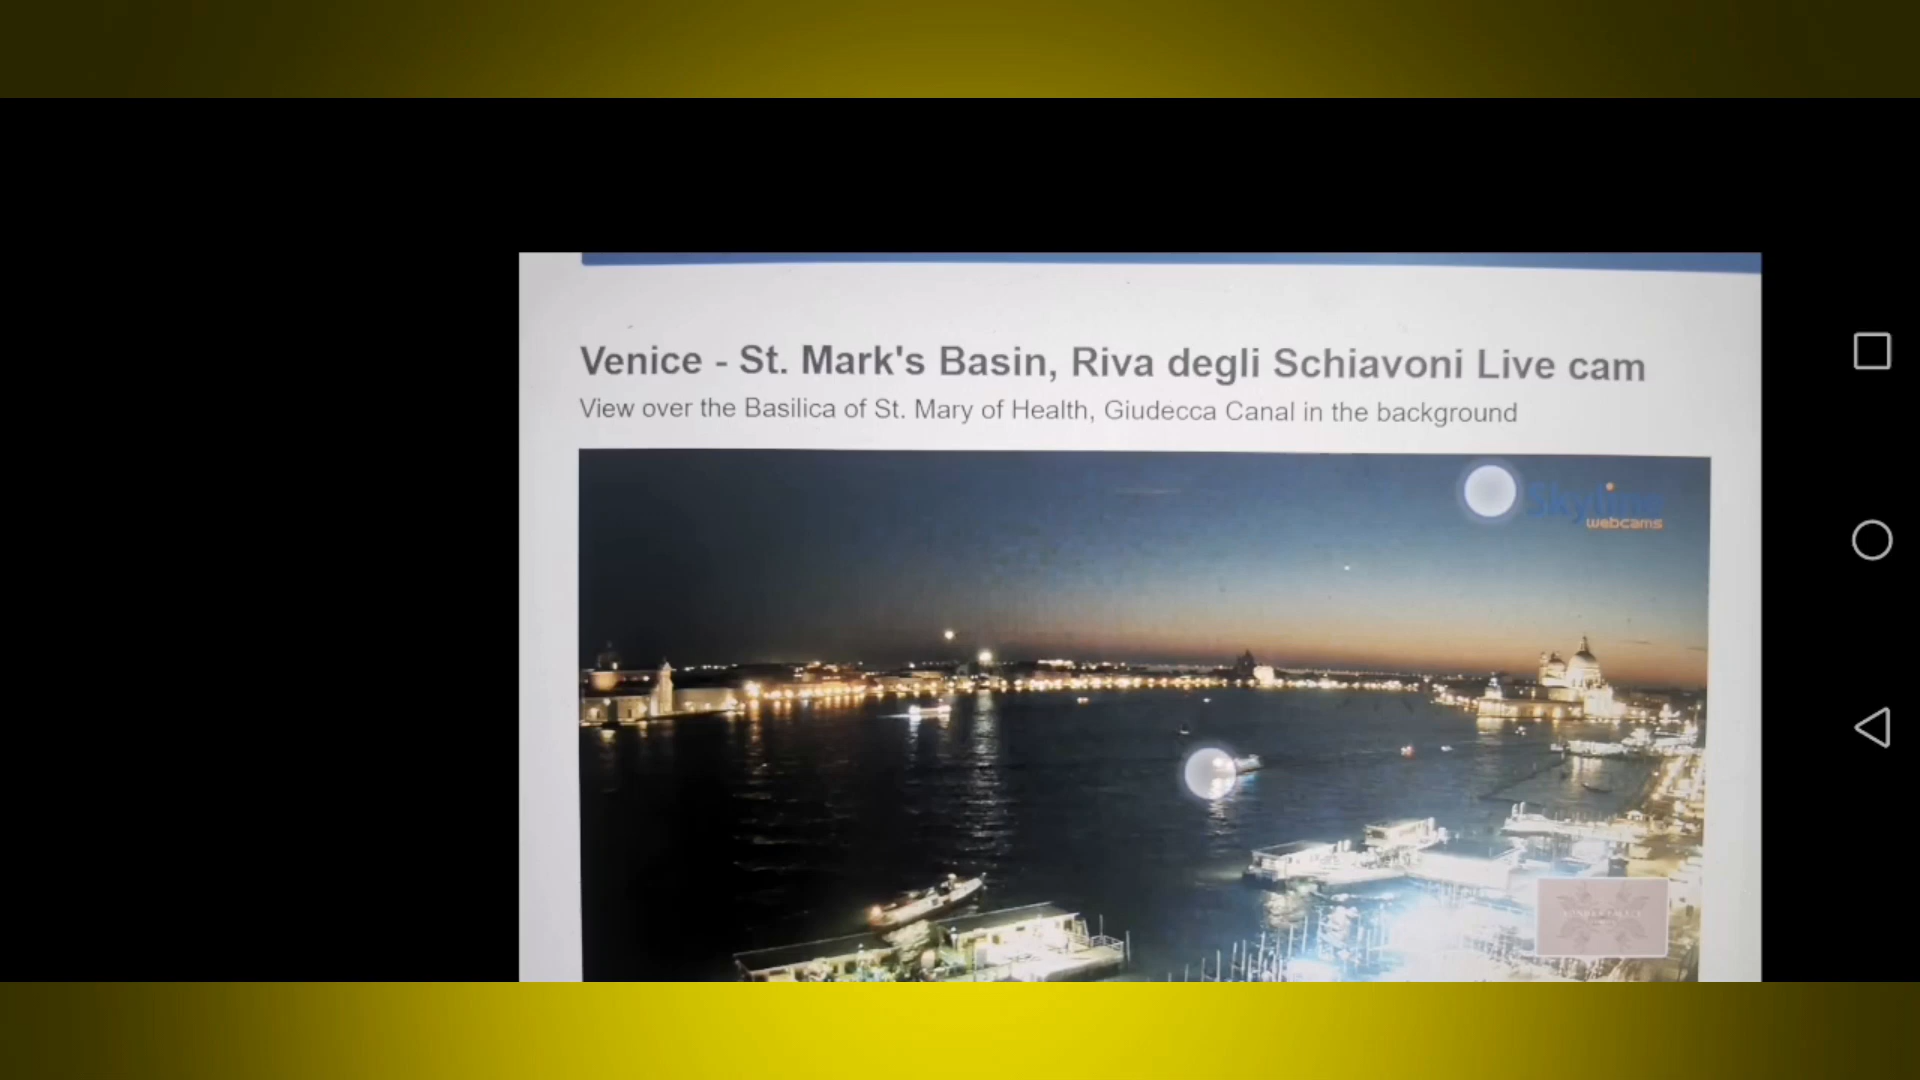 Venice - St. Mark's Basin, Riva degli Schiavoni Live cam
View over the Basilica of St. Mary of Health, Giudecca Canal in the background
Skyline
webcams